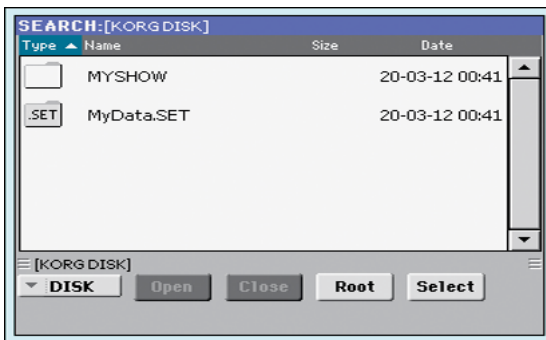 SEARCH:[KORG DISK]
Type Name Size Date
MYSHOW 20-03-12 00:41
.SET MyData.SET 20-03-12 00:41
[KORG DISK]
DISK Open Close Root Select